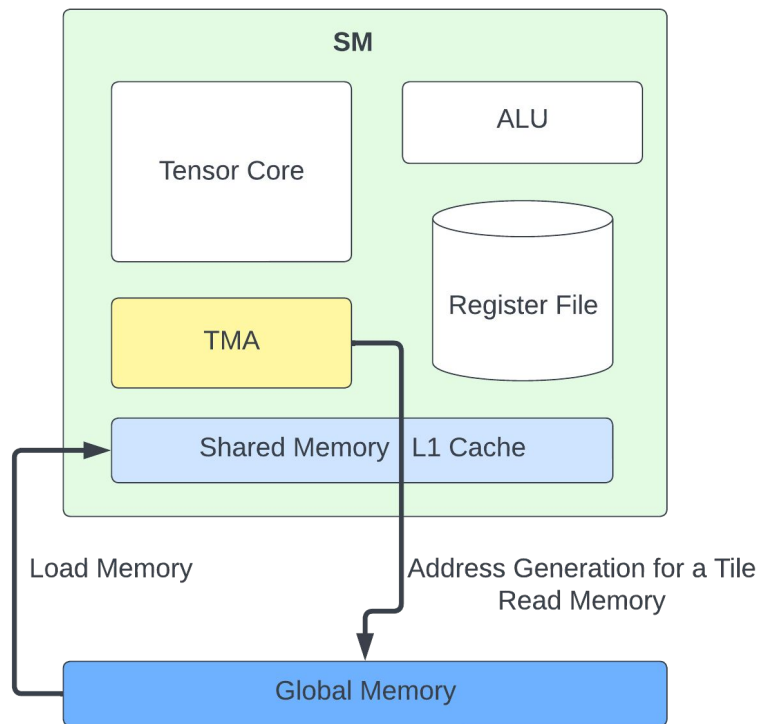 SM
Tensor Core
ALU
Register File
TMA
Shared Memory L1 Cache
Load Memory
Address Generation for a Tile
Read Memory
Global Memory